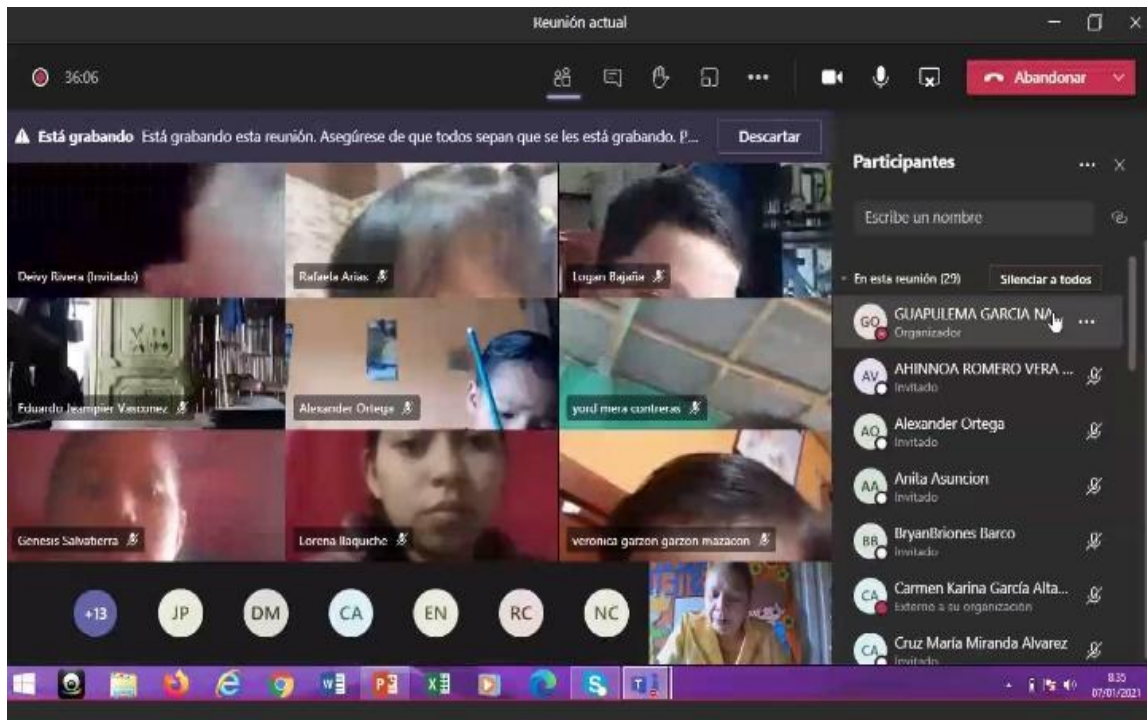 Reunión actual
36:06
Abandonar
Está grabando Está grabando esta reunión. Asegúrese de que todos sepan que se les está grabando. P...
Descartar
Participantes
Escribe un nombre
En esta reunión (29)
Silenciar a todos
Deivy Rivera (Invitado)
Rafaela Arias
Logan Bajaña
Eduardo Jeampier Vasconez
Alexander Ortega
yord mera contreras
Genesis Salvatierra
Lorena llaquiche
veronica garzon garzon mazacon
+13
JP
DM
CA
EN
RC
NC
GO
GUAPULEMA GARCIA NA
Organizador
AV
AHINNOA ROMERO VERA ...
Invitado
AO
Alexander Ortega
Invitado
AA
Anila Asuncion
Invitado
BB
BryanBriones Barco
Invitado
CA
Carmen Karina García Alta...
Externo a su organización
CA
Cruz María Miranda Alvarez
Invitado
8:35
07/01/2021